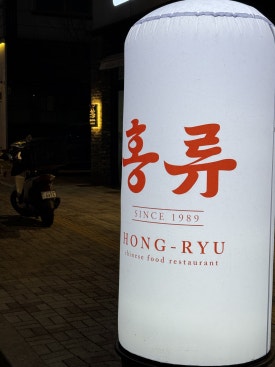 홍류
SINCE 1989
HONG-RYU
chinese food restaurant